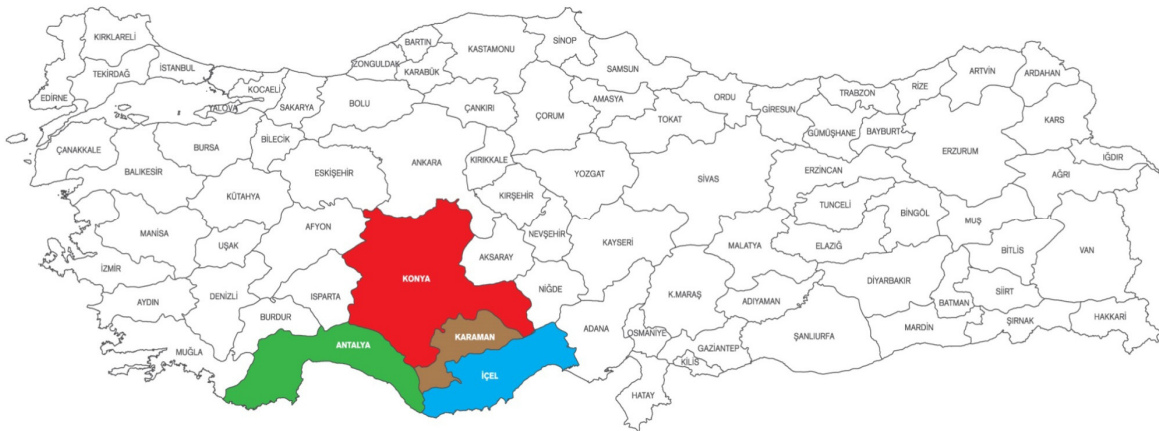 KIRKLARELİ
TEKİRDAĞ
İSTANBUL
EDİRNE
YALOVA
KOCAELİ
SAKARYA
BOLU
ZONGULDAK
BARTIN
KARABÜK
KASTAMONU
SİNOP
ÇANKIRI
SAMSUN
AMASYA
ÇORUM
TOKAT
ORDU
GİRESUN
TRABZON
GÜMÜŞHANE
BAYBURT
RİZE
ARTVİN
ARDAHAN
KARS
ERZURUM
IĞDIR
AĞRI
ÇANAKKALE
BALIKESİR
BURSA
BİLECİK
ESKİŞEHİR
KÜTAHYA
ANKARA
KIRIKKALE
KIRŞEHİR
YOZGAT
SİVAS
ERZİNCAN
TUNCELİ
BİNGÖL
MUŞ
BİTLİS
VAN
MANİSA
UŞAK
AFYON
KONYA
AKSARAY
NEVŞEHİR
KAYSERİ
MALATYA
ELAZIĞ
DİYARBAKIR
BATMAN
SİİRT
ŞIRNAK
HAKKARİ
İZMİR
AYDIN
DENİZLİ
ISPARTA
BURDUR
MUĞLA
ANTALYA
KARAMAN
NİĞDE
İÇEL
ADANA
OSMANİYE
K.MARAŞ
ADIYAMAN
GAZİANTEP
KİLİS
HATAY
ŞANLIURFA
MARDİN